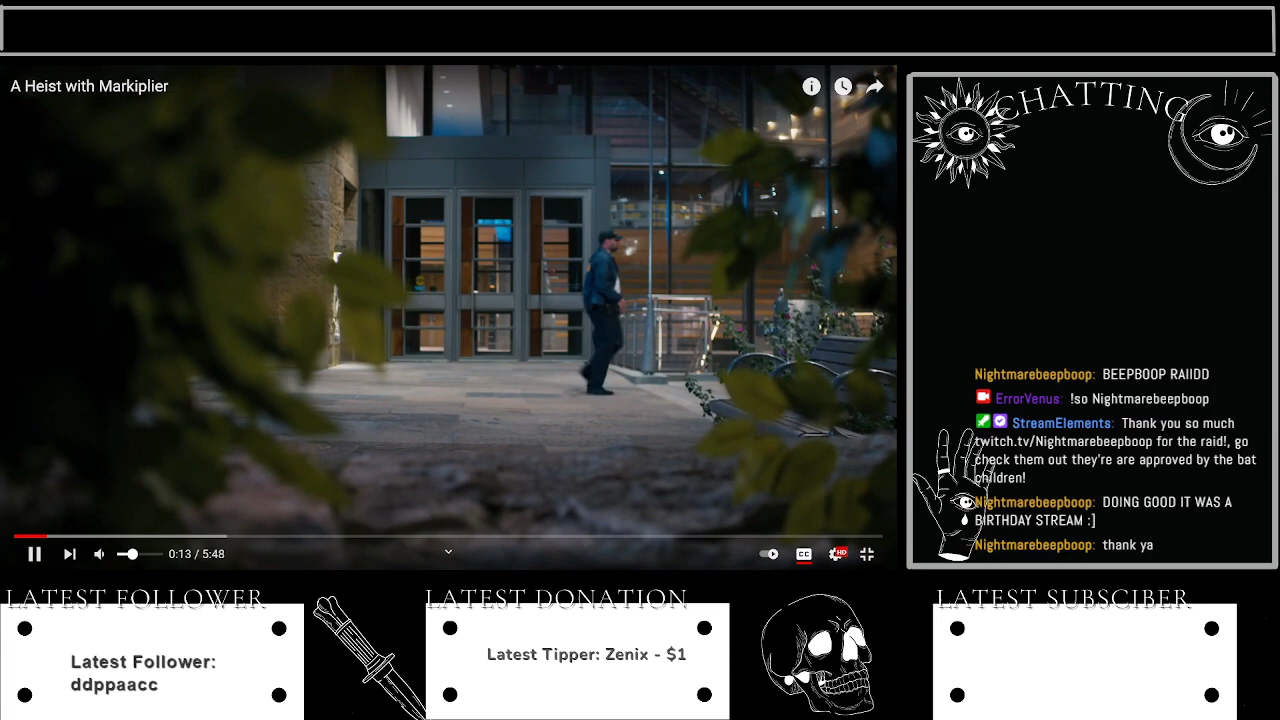 A Heist with Markiplier
CHATTING
Nightmarebeepboop: BEEPBOOP RAIIDD
ErrorVenus: !so Nightmarebeepboop
StreamElements: Thank you so much
twitch.tv/Nightmarebeepboop for the raid!, go
check them out they're are approved by the bat
children!
Nightmarebeepboop: DOING GOOD IT WAS A
BIRTHDAY STREAM :]
Nightmarebeepboop: thank ya
0:13 / 5:48
CC
HD
LATEST FOLLOWER
LATEST DONATION
LATEST SUBSCIBER
Latest Follower:
ddppaacc
Latest Tipper: Zenix - $1